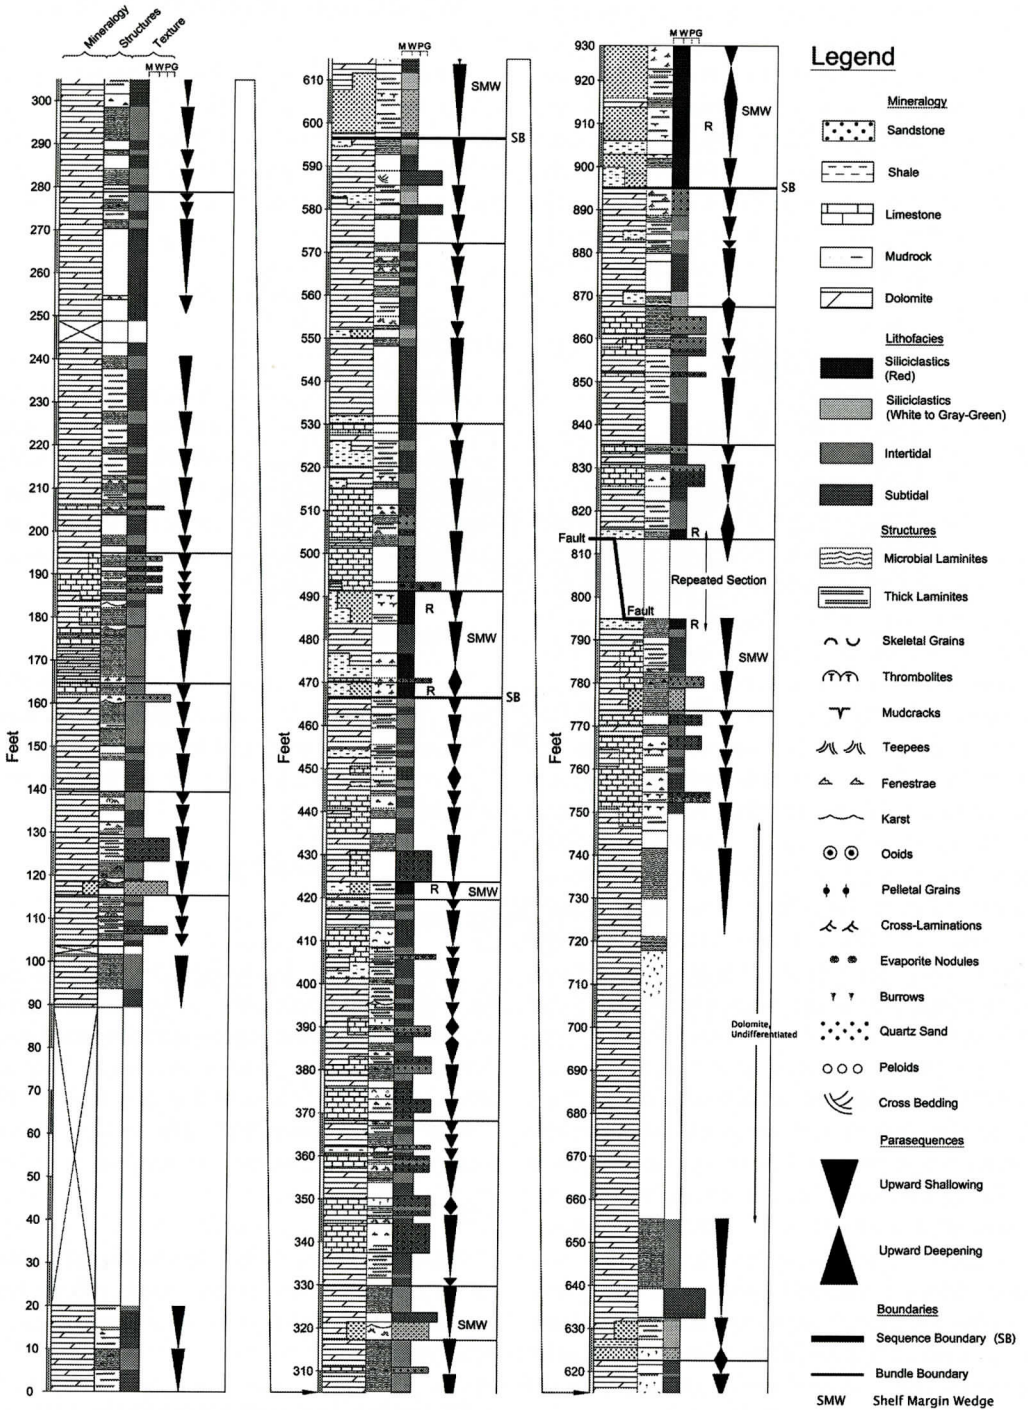 Mineralogy
Structures
Texture
M W P G
300
290
280
270
260
250
240
230
220
210
200
190
180
170
160
150
140
130
120
110
100
90
80
70
60
50
40
30
20
10
0
Feet
M W P G
610
600
590
580
570
560
550
540
530
520
510
500
490
480
470
460
450
440
430
420
410
400
390
380
370
360
350
340
330
320
310
Feet
SMW
SB
R
SMW
R
SB
R SMW
SMW
M W P G
930
920
910
900
890
880
870
860
850
840
830
820
810
800
790
780
770
760
750
740
720
710
700
690
680
670
660
650
640
630
620
SMW
R
SB
R
Fault
Repeated Section
Fault
R
SMW
Dolomite,
Undifferentiated
Legend
Mineralogy
Sandstone
Shale
Limestone
Mudrock
Dolomite
Lithofacies
Siliciclastics
(Red)
Siliciclastics
(White to Gray-Green)
Intertidal
Subtidal
Structures
Microbial Laminites
Thick Laminites
Skeletal Grains
Thrombolites
Mudcracks
Teepees
Fenestrae
Karst
Ooids
Pelletal Grains
Cross-Laminations
Evaporite Nodules
Burrows
Quartz Sand
Peloids
Cross Bedding
Parasequences
Upward Shallowing
Upward Deepening
Boundaries
Sequence Boundary (SB)
Bundle Boundary
SMW Shelf Margin Wedge